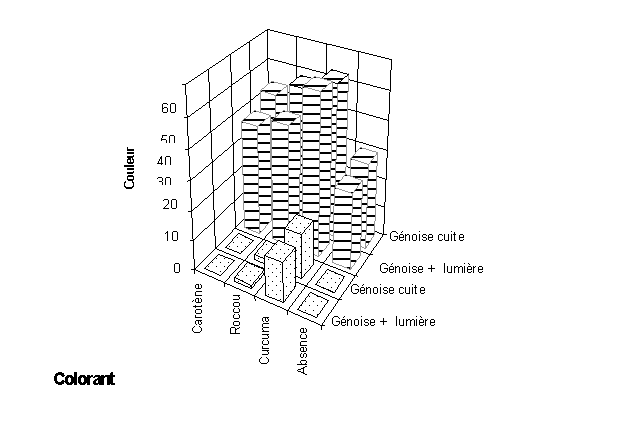 60
50
40
30
20
10
0
Couleur
Génoise cuite
Génoise + lumière
Génoise cuite
Génoise + lumière
Carotène
Roccou
Curcuma
Absence
Colorant